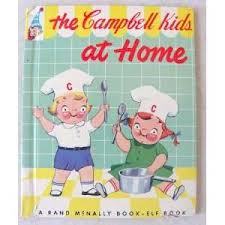 the Campbell Kids
at Home
C
C
A RAND MCNALLY BOOK-ELF BOOK